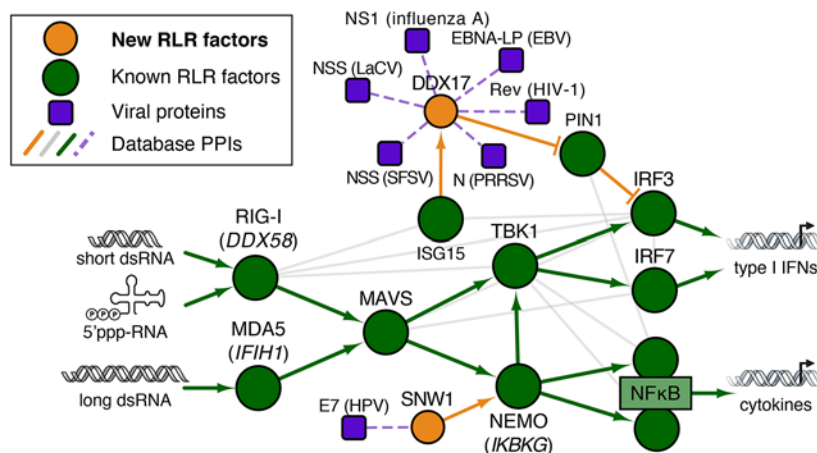 New RLR factors
Known RLR factors
Viral proteins
Database PPIs
NS1 (influenza A)
EBNA-LP (EBV)
NSS (LaCV)
DDX17
Rev (HIV-1)
PIN1
NSS (SFSV)
N (PRRSV)
IRF3
RIG-I
(DDX58)
ISG15
TBK1
short dsRNA
type I IFNs
IRF7
PPP
5'ppp-RNA
MAVS
MDA5
(IFIH1)
long dsRNA
NFκB
cytokines
E7 (HPV)
SNW1
NEMO
(IKBKG)